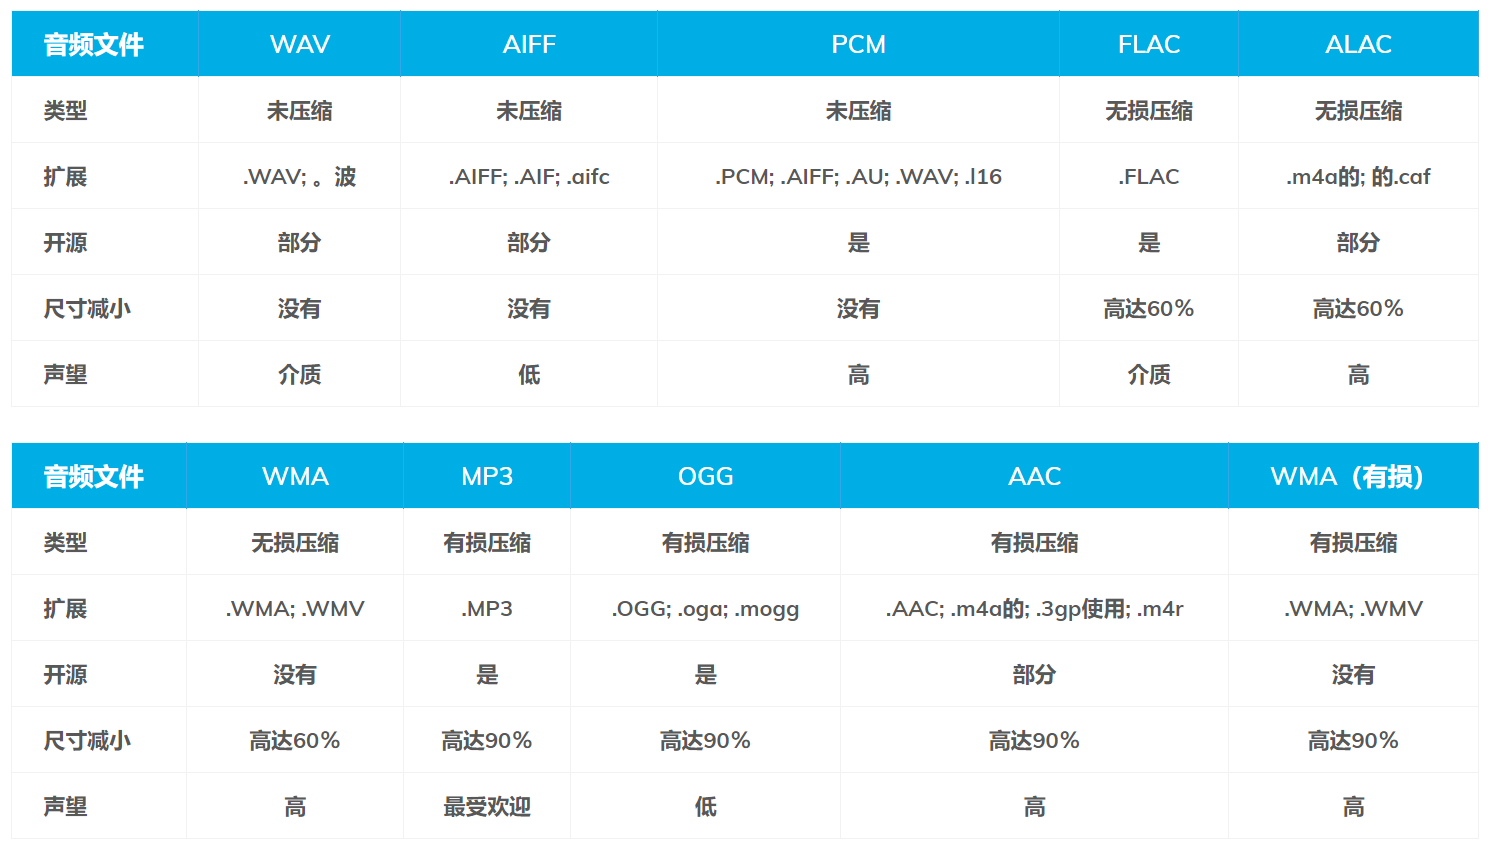 音频文件 WAV AIFF PCM FLAC ALAC
类型 未压缩 未压缩 未压缩 无损压缩 无损压缩
扩展 .WAV; 。波 .AIFF; .AIF; .aifc .PCM; .AIFF; .AU; .WAV; .l16 .FLAC .m4a的; 的.caf
开源 部分 部分 是 是 部分
尺寸减小 没有 没有 没有 高达60% 高达60%
声望 介质 低 高 介质 高
音频文件 WMA MP3 OGG AAC WMA（有损）
类型 无损压缩 有损压缩 有损压缩 有损压缩 有损压缩
扩展 .WMA; .WMV .MP3 .OGG; .oga; .mogg .AAC; .m4a的; .3gp使用; .m4r .WMA; .WMV
开源 没有 是 是 部分 没有
尺寸减小 高达60% 高达90% 高达90% 高达90% 高达90%
声望 高 最受欢迎 低 高 高